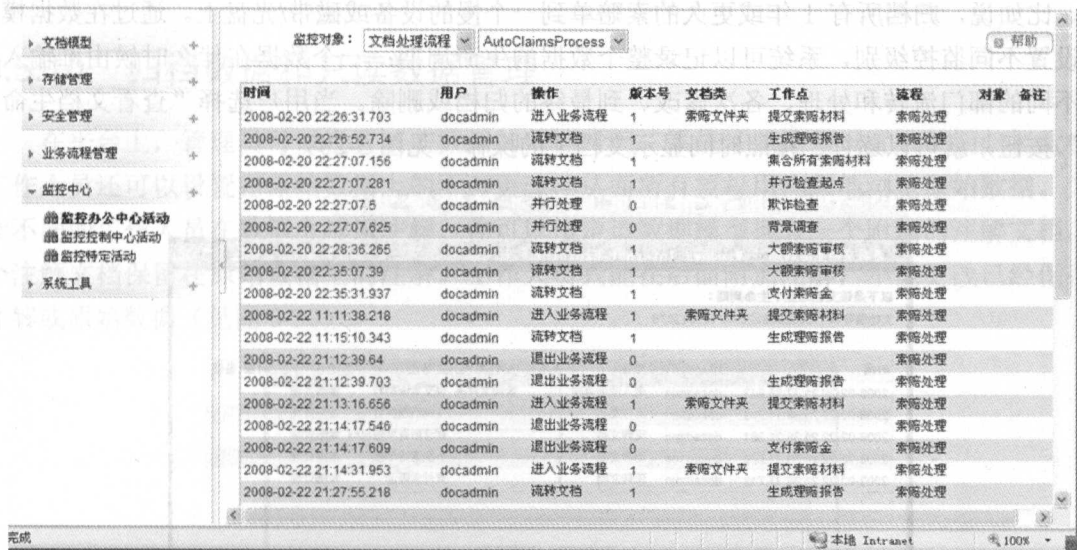 监控对象： 文档处理流程 AutoClaimsProcess 帮助
文档模型
存储管理
安全管理
业务流程管理
监控中心
监控办公中心活动
监控控制中心活动
监控特定活动
系统工具
时间 用户 操作 版本号 文档类 工作点 流程 对象 备注
2008-02-20 22:26:31.703 docadmin 进入业务流程 1 索赔文件夹 提交索赔材料 索赔处理
2008-02-20 22:26:52.734 docadmin 流转文档 1 生成理赔报告 索赔处理
2008-02-20 22:27:07.156 docadmin 流转文档 1 集合所有索赔材料 索赔处理
2008-02-20 22:27:07.281 docadmin 流转文档 1 并行检查起点 索赔处理
2008-02-20 22:27:07.5 docadmin 并行处理 0 欺诈检查 索赔处理
2008-02-20 22:27:07.625 docadmin 并行处理 0 背景调查 索赔处理
2008-02-20 22:28:36.265 docadmin 流转文档 1 大额索赔审核 索赔处理
2008-02-20 22:35:07.39 docadmin 流转文档 1 大额索赔审核 索赔处理
2008-02-20 22:35:31.937 docadmin 流转文档 1 支付索赔金 索赔处理
2008-02-22 11:11:38.218 docadmin 进入业务流程 1 索赔文件夹 提交索赔材料 索赔处理
2008-02-22 11:15:10.343 docadmin 流转文档 1 生成理赔报告 索赔处理
2008-02-22 21:12:39.64 docadmin 退出业务流程 0 索赔处理
2008-02-22 21:12:39.703 docadmin 退出业务流程 0 生成理赔报告 索赔处理
2008-02-22 21:13:16.656 docadmin 进入业务流程 1 索赔文件夹 提交索赔材料 索赔处理
2008-02-22 21:14:17.546 docadmin 退出业务流程 0 索赔处理
2008-02-22 21:14:17.609 docadmin 退出业务流程 0 支付索赔金 索赔处理
2008-02-22 21:14:31.953 docadmin 进入业务流程 1 索赔文件夹 提交索赔材料 索赔处理
2008-02-22 21:27:55.218 docadmin 流转文档 1 生成理赔报告 索赔处理
完成 本地 Intranet 100%